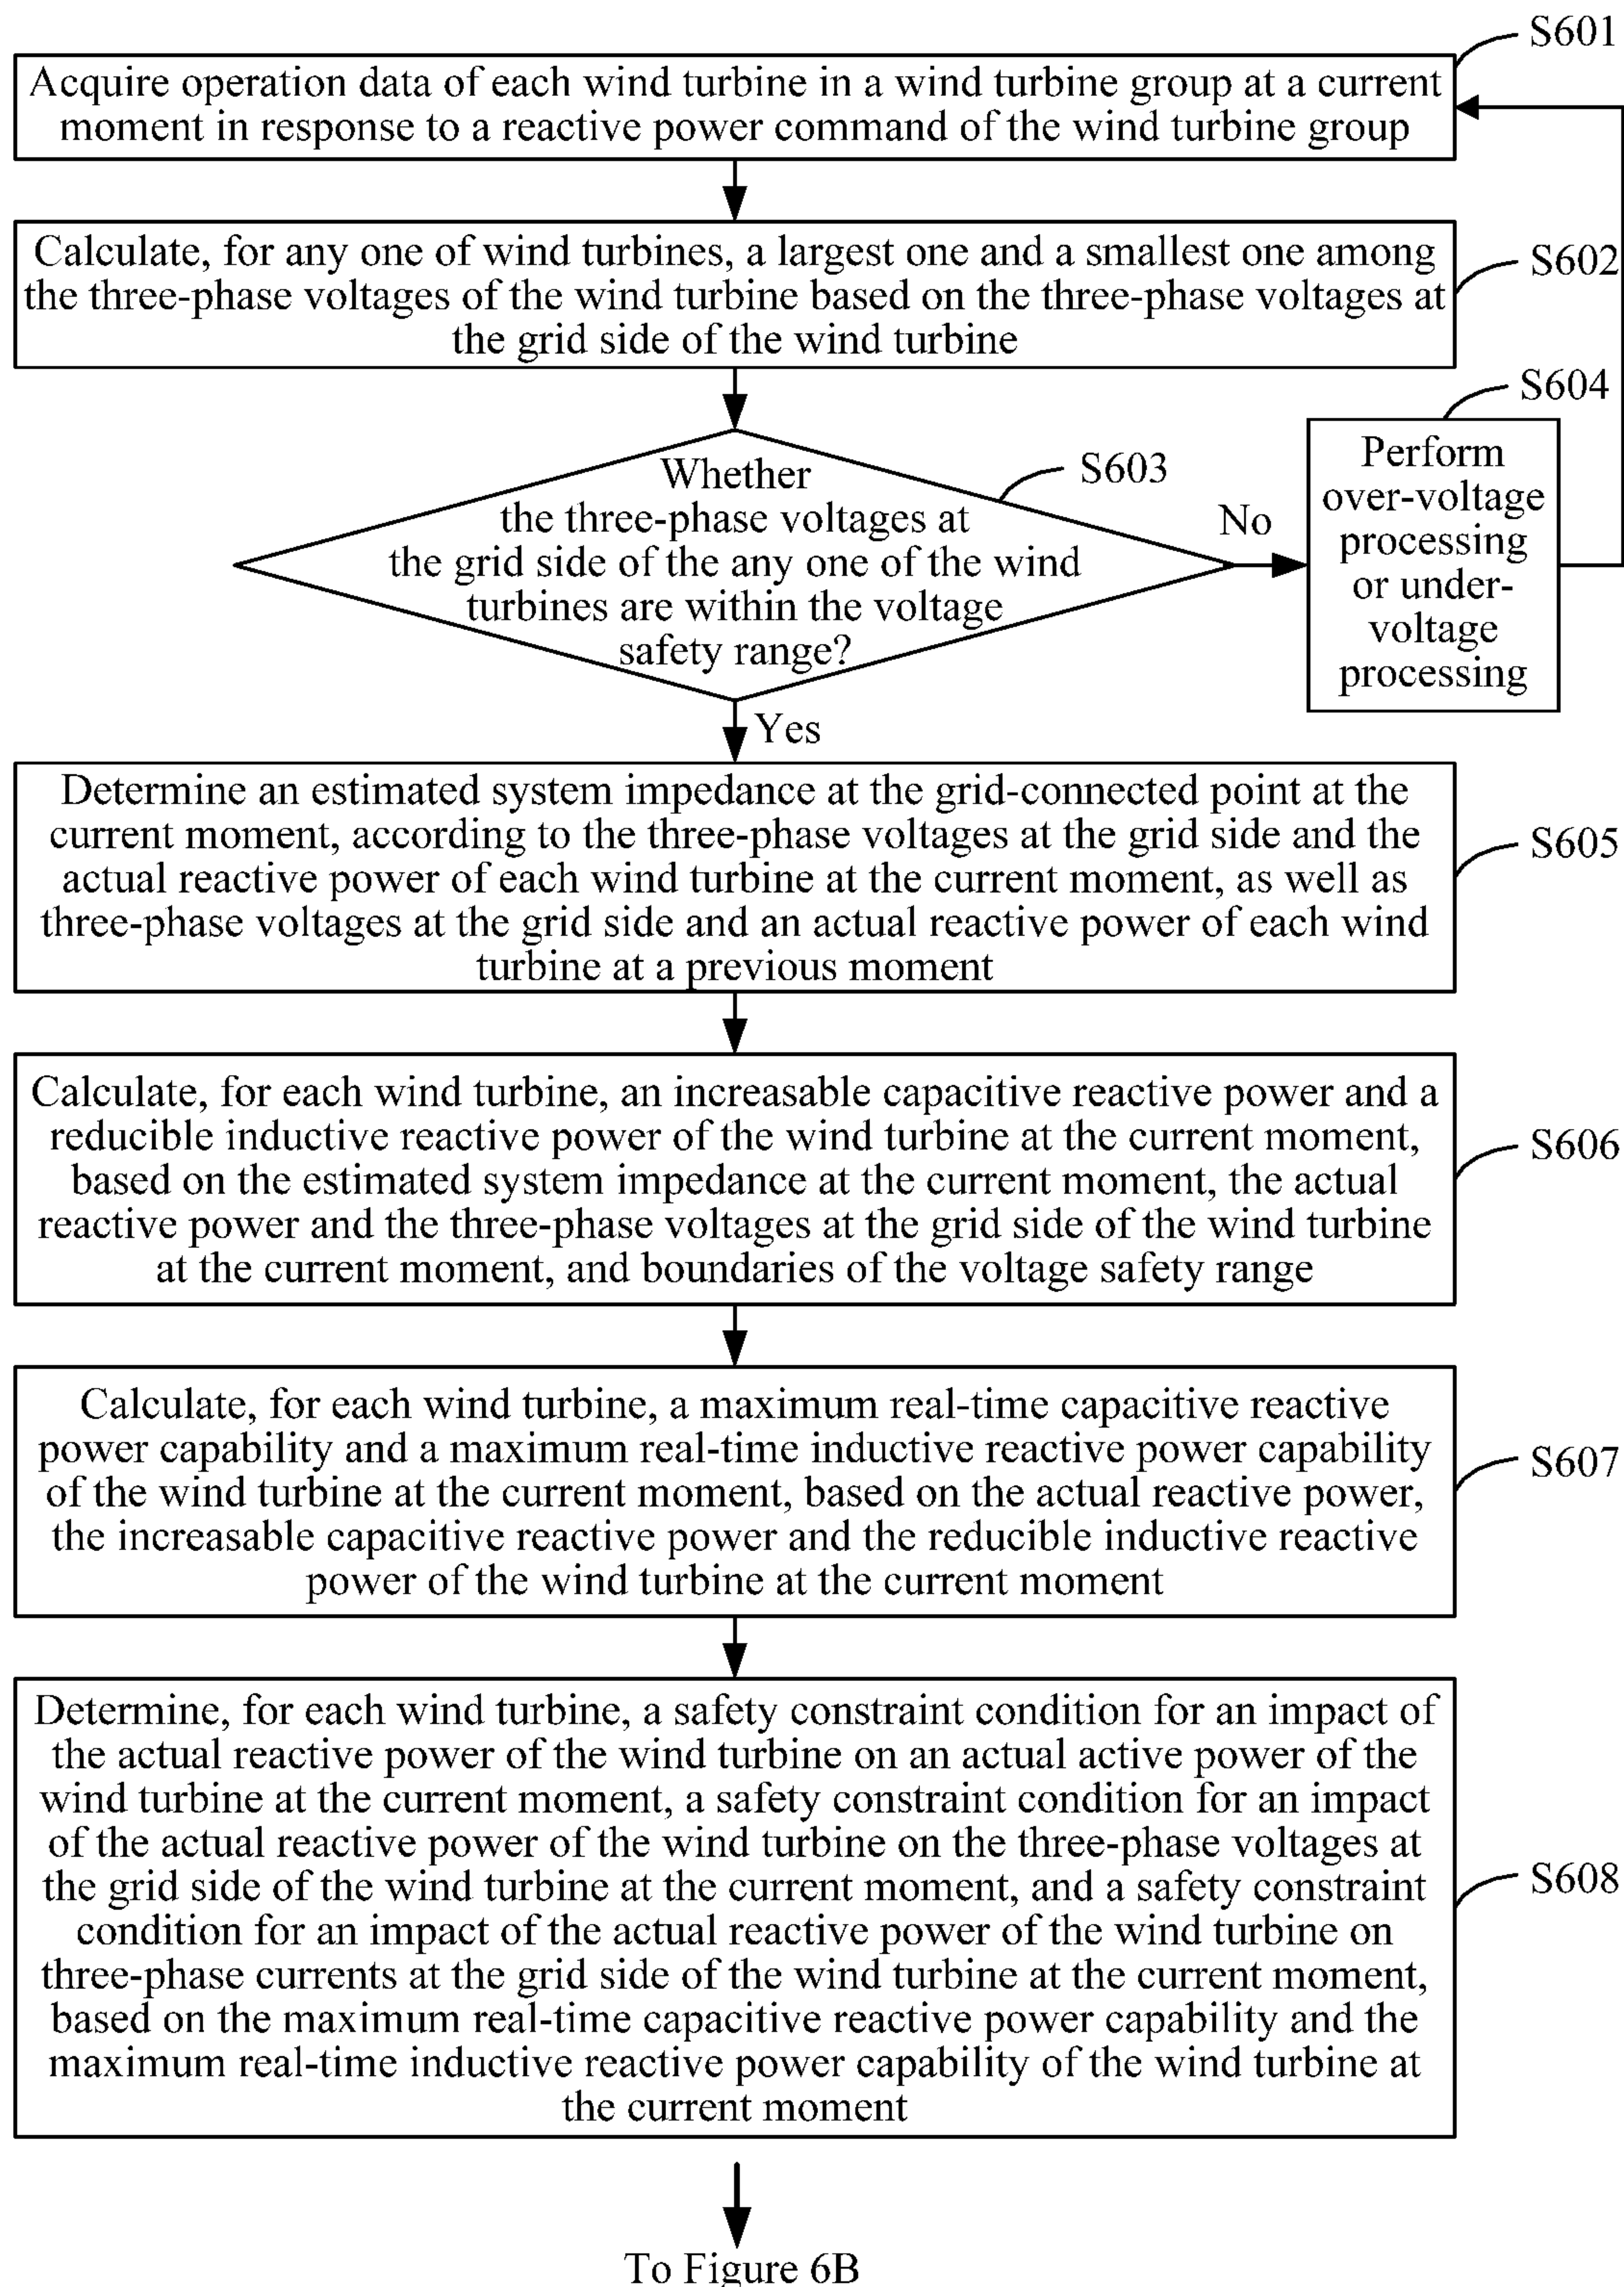 S601
Acquire operation data of each wind turbine in a wind turbine group at a current
moment in response to a reactive power command of the wind turbine group
Calculate, for any one of wind turbines, a largest one and a smallest one among
the three-phase voltages of the wind turbine based on the three-phase voltages at
the grid side of the wind turbine
S602
S604
Perform
over-voltage
processing
or under-
voltage
processing
S603
Whether
the three-phase voltages at
the grid side of the any one of the wind
turbines are within the voltage
safety range?
No
Yes
Determine an estimated system impedance at the grid-connected point at the
current moment, according to the three-phase voltages at the grid side and the
actual reactive power of each wind turbine at the current moment, as well as
three-phase voltages at the grid side and an actual reactive power of each wind
turbine at a previous moment
S605
Calculate, for each wind turbine, an increasable capacitive reactive power and a
reducible inductive reactive power of the wind turbine at the current moment,
based on the estimated system impedance at the current moment, the actual
reactive power and the three-phase voltages at the grid side of the wind turbine
at the current moment, and boundaries of the voltage safety range
S606
Calculate, for each wind turbine, a maximum real-time capacitive reactive
power capability and a maximum real-time inductive reactive power capability
of the wind turbine at the current moment, based on the actual reactive power,
the increasable capacitive reactive power and the reducible inductive reactive
power of the wind turbine at the current moment
S607
Determine, for each wind turbine, a safety constraint condition for an impact of
the actual reactive power of the wind turbine on an actual active power of the
wind turbine at the current moment, a safety constraint condition for an impact
of the actual reactive power of the wind turbine on the three-phase voltages at
the grid side of the wind turbine at the current moment, and a safety constraint
condition for an impact of the actual reactive power of the wind turbine on
three-phase currents at the grid side of the wind turbine at the current moment,
based on the maximum real-time capacitive reactive power capability and the
maximum real-time inductive reactive power capability of the wind turbine at
the current moment
S608
To Figure 6B